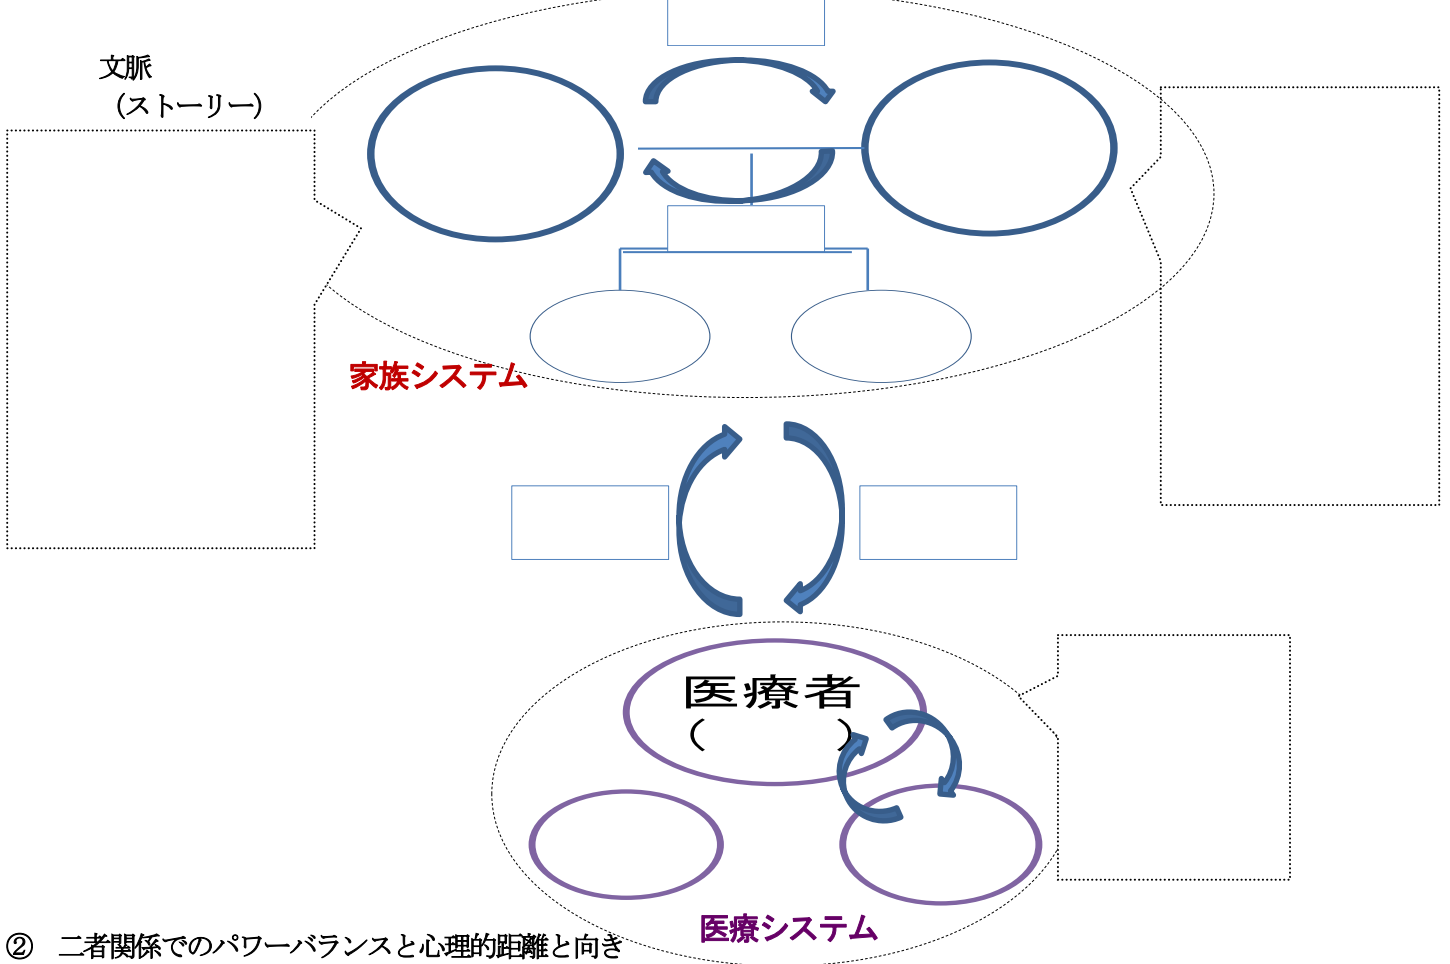 文脈
（ストーリー）
家族システム
医療者
（　　　　）
医療システム
②　二者関係でのパワーバランスと心理的距離と向き